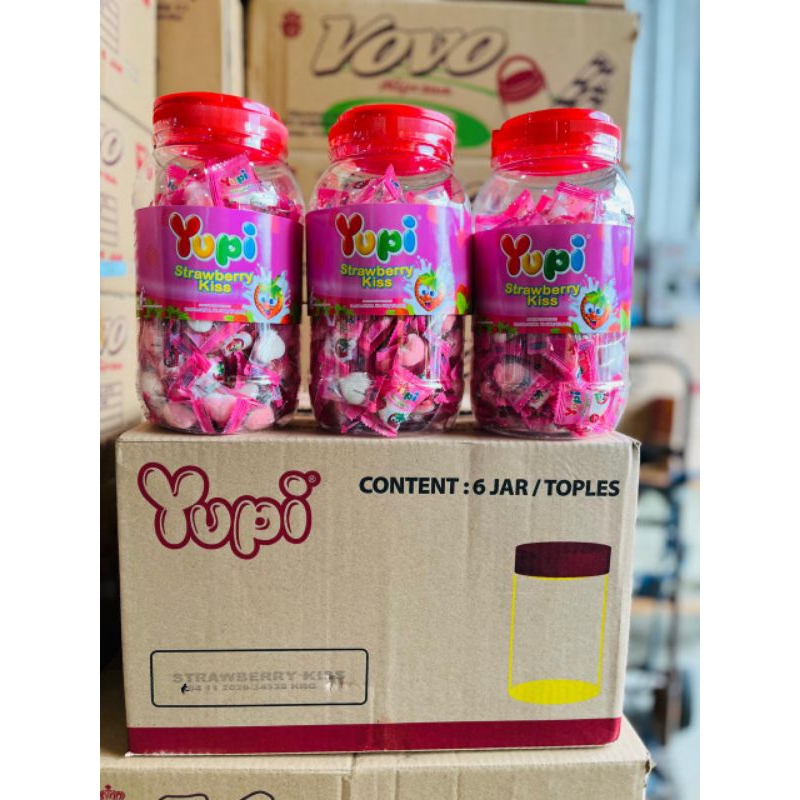 VOVO
Yupi
Strawberry
Kiss
Yupi
Strawberry
Kiss
Yupi
Strawberry
Kiss
Yupi
CONTENT : 6 JAR / TOPLES
STRAWBERRY KISS